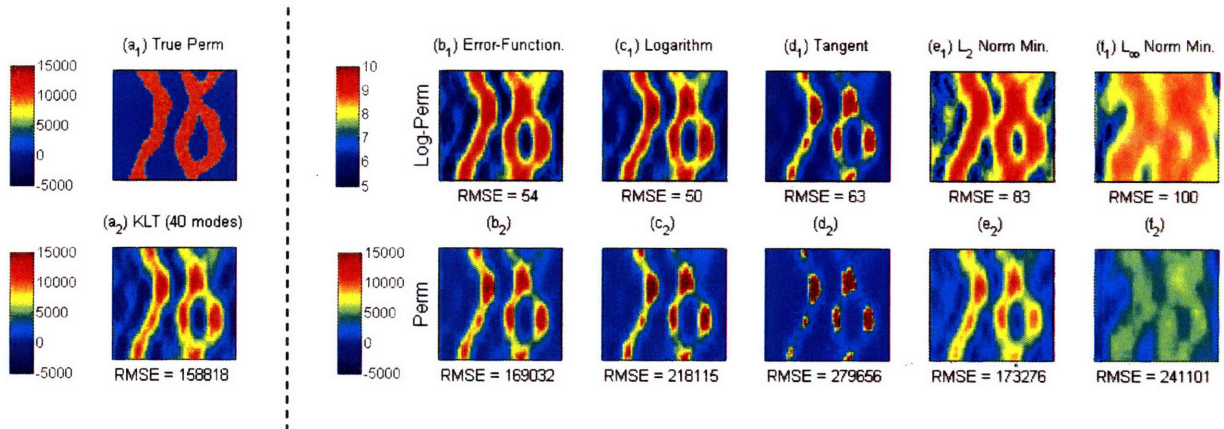 (a1) True Perm
15000
10000
5000
0
-5000
(a2) KLT (40 modes)
15000
10000
5000
0
-5000
RMSE = 158818
(b1) Error-Function.
(c1) Logarithm
(d1) Tangent
(e1) L2 Norm Min.
(f1) L∞ Norm Min.
10
9
8
7
6
5
Log-Perm
RMSE = 54
RMSE = 50
RMSE = 63
RMSE = 83
RMSE = 100
(b2)
(c2)
(d2)
(e2)
(f2)
15000
10000
5000
0
-5000
Perm
RMSE = 169032
RMSE = 218115
RMSE = 279656
RMSE = 173276
RMSE = 241101